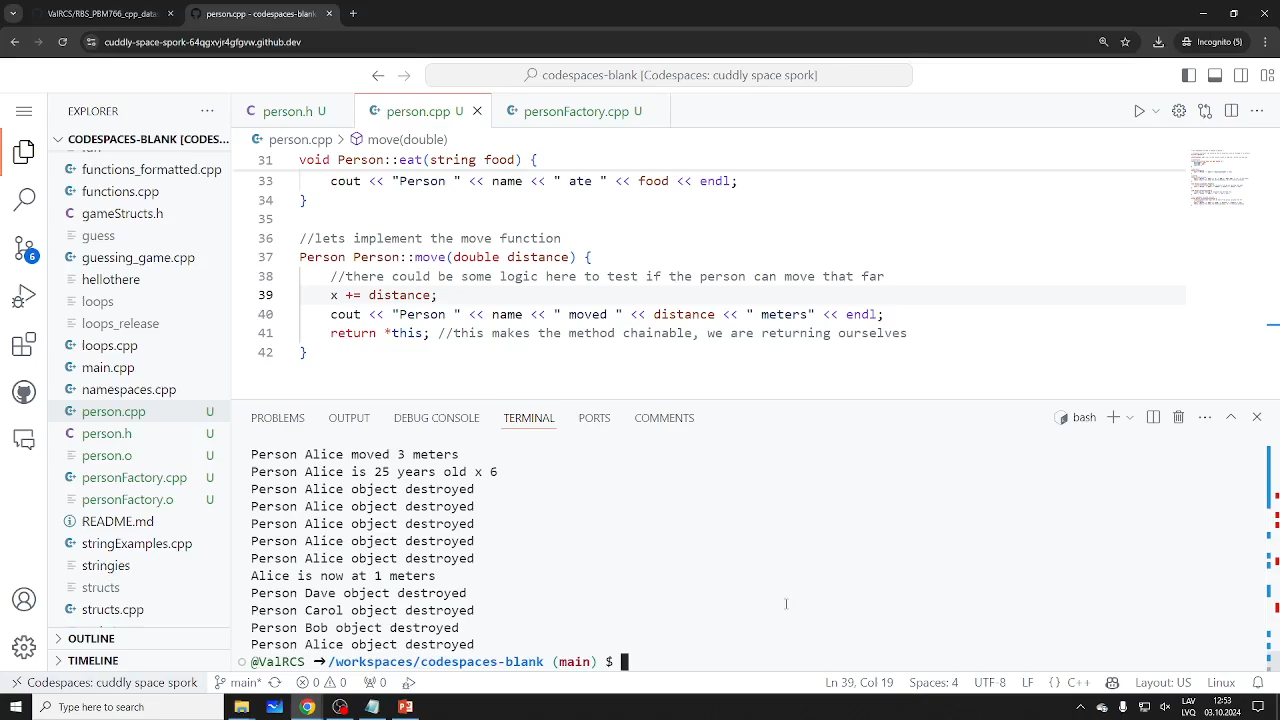 ValRCS/RBS_PBM766_cpp_data:
person.cpp - codespaces-blank
cuddly-space-spork-64qgxvjr4gfgvw.github.dev
Incognito (5)
codespaces-blank [Codespaces: cuddly space spork]
EXPLORER
person.h U
person.cpp U
personFactory.cpp U
CODESPACES-BLANK [CODES...
person.cpp > move(double)
functions_formatted.cpp
functions.cpp
gameStructs.h
guess
guessing_game.cpp
hellothere
loops
loops_release
loops.cpp
main.cpp
namespaces.cpp
person.cpp U
person.h U
person.o U
personFactory.cpp U
personFactory.o U
README.md
stringExamples.cpp
stringies
structs
structs.cpp
OUTLINE
TIMELINE
31 void Person::eat(string food) {
33 cout << "Person " << name << " ate " << food << endl;
34 }
35
36 //lets implement the move function
37 Person Person::move(double distance) {
38 //there could be some logic here to test if the person can move that far
39 x += distance;
40 cout << "Person " << name << " moved " << distance << " meters" << endl;
41 return *this; //this makes the method chainable, we are returning ourselves
42 }
PROBLEMS OUTPUT DEBUG CONSOLE TERMINAL PORTS COMMENTS
bash
Person Alice moved 3 meters
Person Alice is 25 years old x 6
Person Alice object destroyed
Person Alice object destroyed
Person Alice object destroyed
Person Alice object destroyed
Person Alice object destroyed
Alice is now at 1 meters
Person Dave object destroyed
Person Carol object destroyed
Person Bob object destroyed
Person Alice object destroyed
@ValRCS →/workspaces/codespaces-blank (main) $
6
Codespaces: cuddly space spork main* 0 0 0 Ln 39, Col 19 Spaces: 4 UTF-8 LF {} C++ Layout: US Linux
Type here to search
LAV
DVO
12:53
03.10.2024